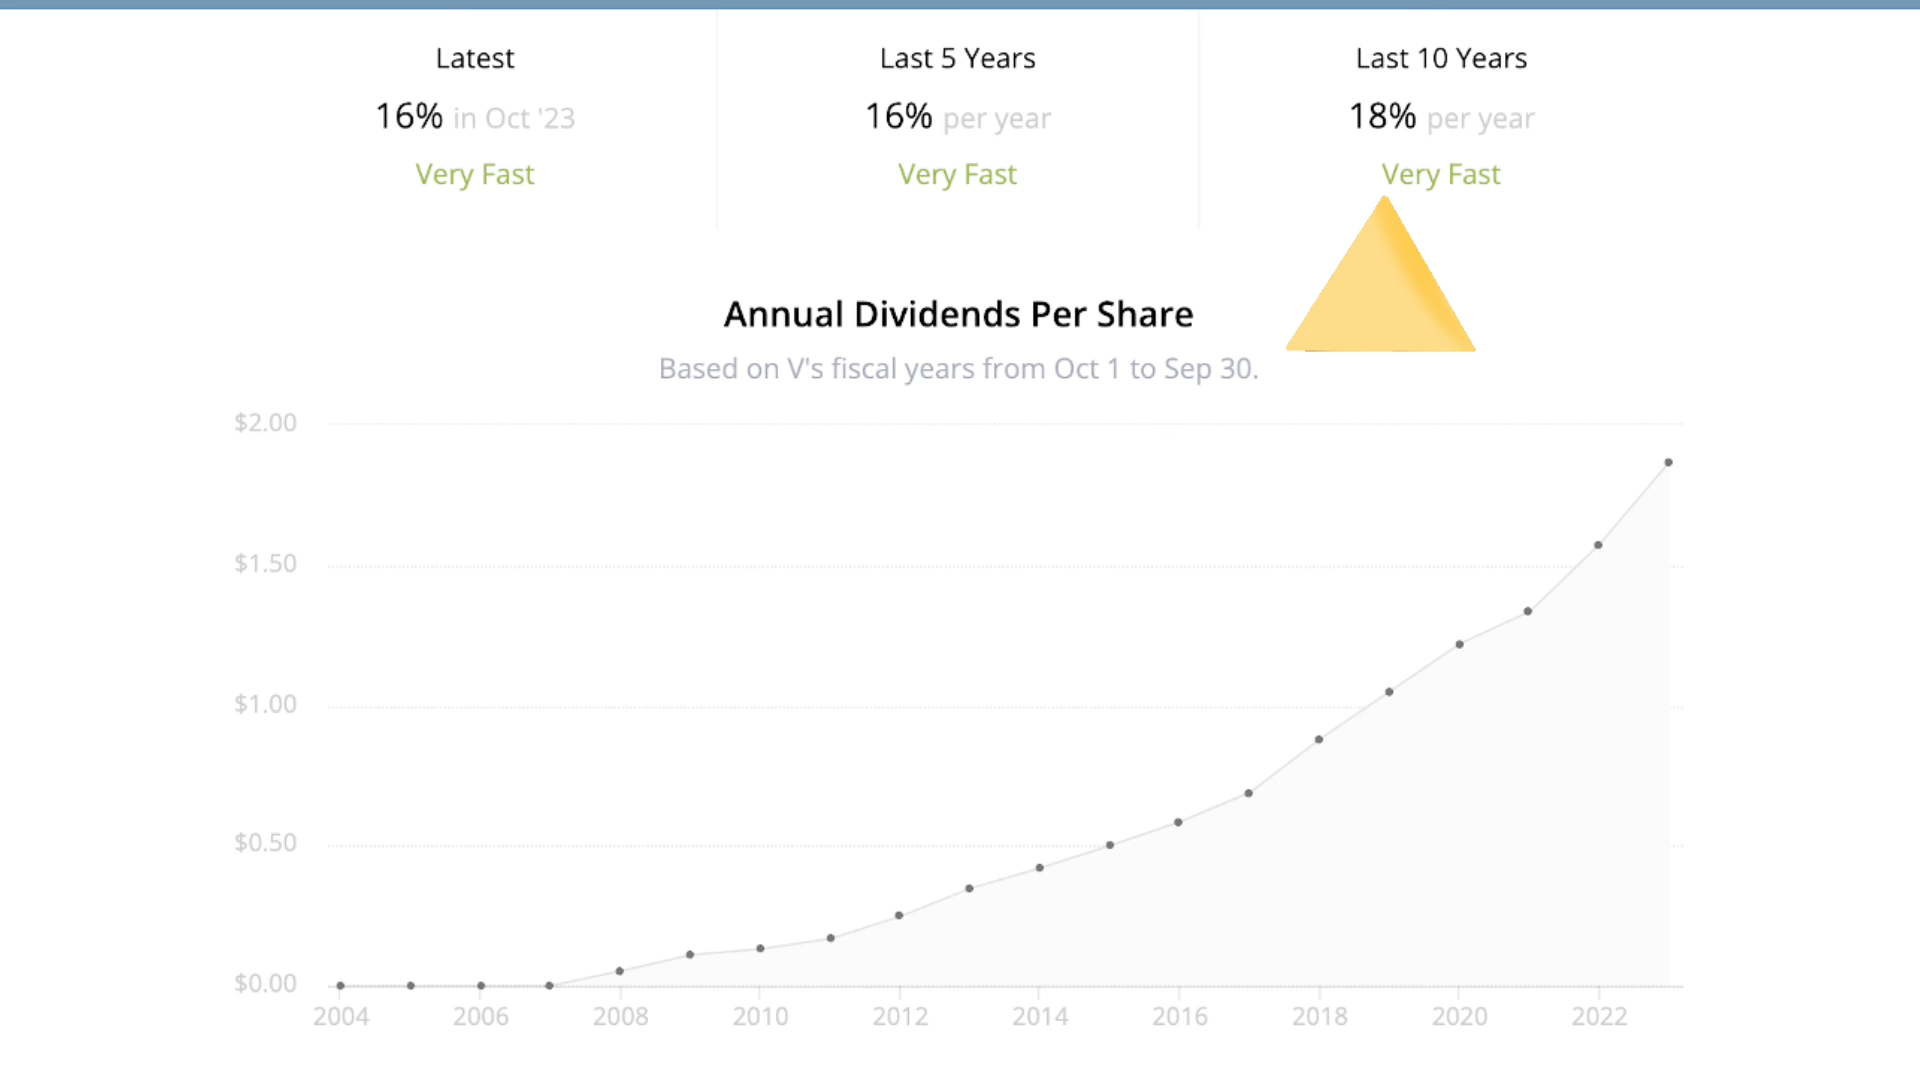 Latest
16% in Oct '23
Very Fast
Last 5 Years
16% per year
Very Fast
Last 10 Years
18% per year
Very Fast
Annual Dividends Per Share
Based on V's fiscal years from Oct 1 to Sep 30.
$2.00
$1.50
$1.00
$0.50
$0.00
2004 2006 2008 2010 2012 2014 2016 2018 2020 2022